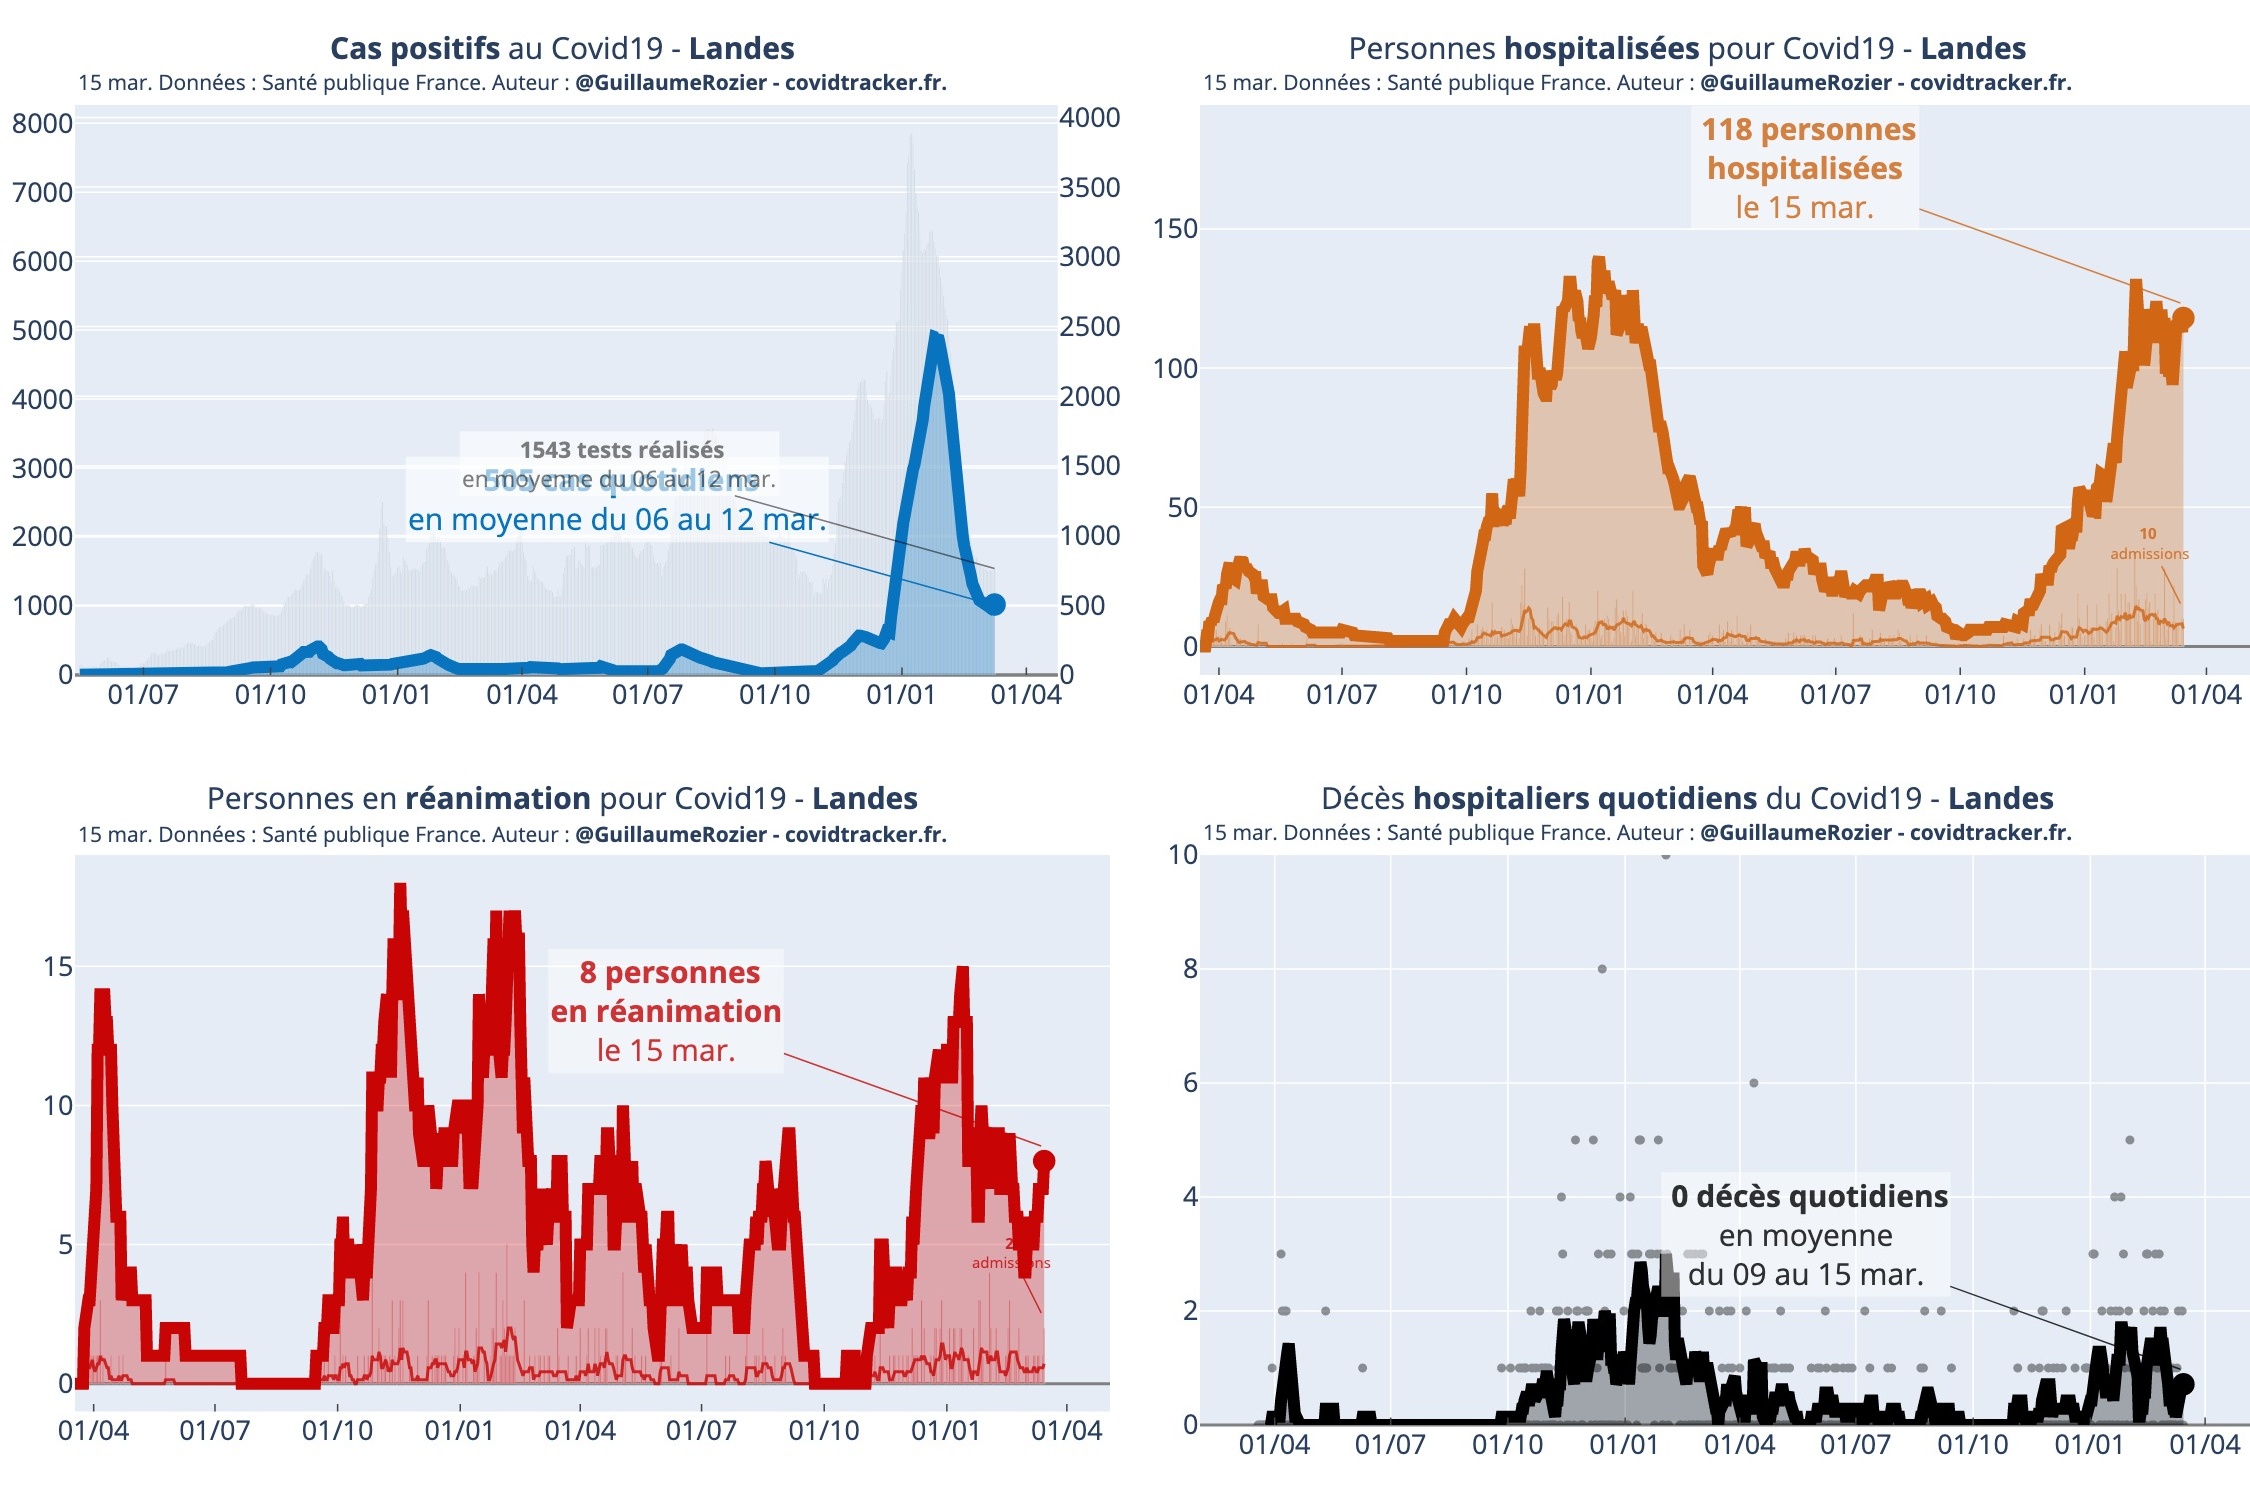 Cas positifs au Covid19 - Landes
15 mar. Données : Santé publique France. Auteur : @GuillaumeRozier - covidtracker.fr.
8000
7000
6000
5000
4000
3000
2000
1000
0
4000
3500
3000
2500
2000
1500
1000
500
0
1543 tests réalisés
en moyenne du 06 au 12 mar.
505 cas quotidiens
en moyenne du 06 au 12 mar.
01/07 01/10 01/01 01/04 01/07 01/10 01/01 01/04
Personnes hospitalisées pour Covid19 - Landes
15 mar. Données : Santé publique France. Auteur : @GuillaumeRozier - covidtracker.fr.
118 personnes
hospitalisées
le 15 mar.
150
100
50
0
10
admissions
01/04 01/07 01/10 01/01 01/04 01/07 01/10 01/01 01/04
Personnes en réanimation pour Covid19 - Landes
15 mar. Données : Santé publique France. Auteur : @GuillaumeRozier - covidtracker.fr.
15
10
5
0
8 personnes
en réanimation
le 15 mar.
2
admissions
01/04 01/07 01/10 01/01 01/04 01/07 01/10 01/01 01/04
Décès hospitaliers quotidiens du Covid19 - Landes
15 mar. Données : Santé publique France. Auteur : @GuillaumeRozier - covidtracker.fr.
10
8
6
4
2
0
0 décès quotidiens
en moyenne
du 09 au 15 mar.
01/04 01/07 01/10 01/01 01/04 01/07 01/10 01/01 01/04